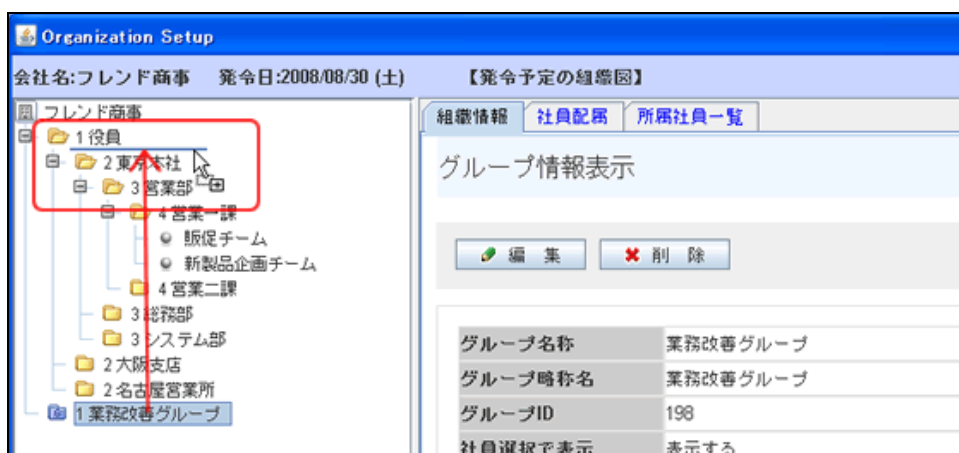 Organization Setup
会社名:フレンド商事 発令日:2008/08/30 (土) 【発令予定の組織図】
フレンド商事
1 役員
2 東京本社
3 営業部
4 営業一課
販促チーム
新製品企画チーム
4 営業二課
3 総務部
3 システム部
2 大阪支店
2 名古屋営業所
1 業務改善グループ
組織情報 社員配属 所属社員一覧
グループ情報表示
編 集 削 除
グループ名称 業務改善グループ
グループ略称名 業務改善グループ
グループID 198
社員選択で表示 表示する